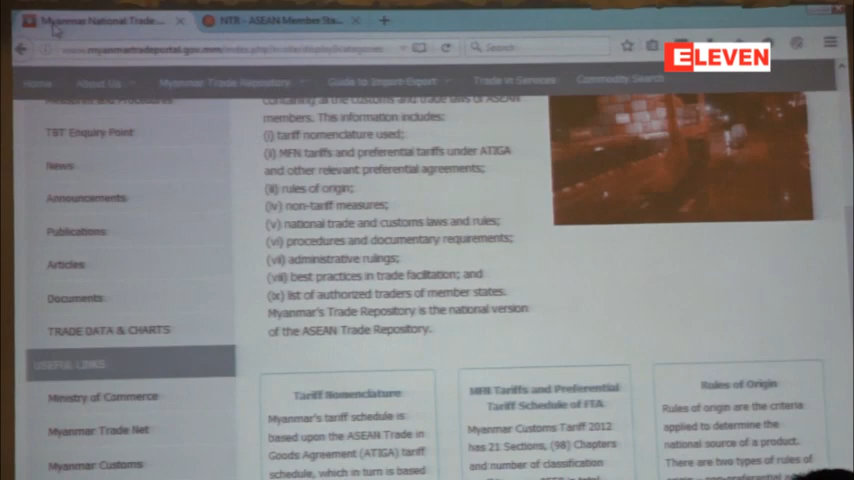 Myanmar National Trade...
NTR - ASEAN Member Sta...
www.myanmartradeportal.gov.mm/index.php
Search
ELEVEN
Home
About Us
Myanmar Trade Repository
Guide to Import-Export
Trade in Services
Commodity Search
Measures and Procedures
TBT Enquiry Point
News
Announcements
Publications
Articles
Documents
TRADE DATA & CHARTS
USEFUL LINKS
Ministry of Commerce
Myanmar Trade Net
Myanmar Customs
containing all the customs and trade laws of ASEAN
members. This information includes:
(i) tariff nomenclature used;
(ii) MFN tariffs and preferential tariffs under ATIGA
and other relevant preferential agreements;
(iii) rules of origin;
(iv) non-tariff measures;
(v) national trade and customs laws and rules;
(vi) procedures and documentary requirements;
(vii) administrative rulings;
(viii) best practices in trade facilitation; and
(ix) list of authorized traders of member states.
Myanmar's Trade Repository is the national version
of the ASEAN Trade Repository.
Tariff Nomenclature
Myanmar's tariff schedule is
based upon the ASEAN Trade in
Goods Agreement (ATIGA) tariff
schedule, which in turn is based
MFN Tariffs and Preferential
Tariff Schedule of FTA
Myanmar Customs Tariff 2012
has 21 Sections, (98) Chapters
and number of classification
Rules of Origin
Rules of origin are the criteria
applied to determine the
national source of a product.
There are two types of rules of